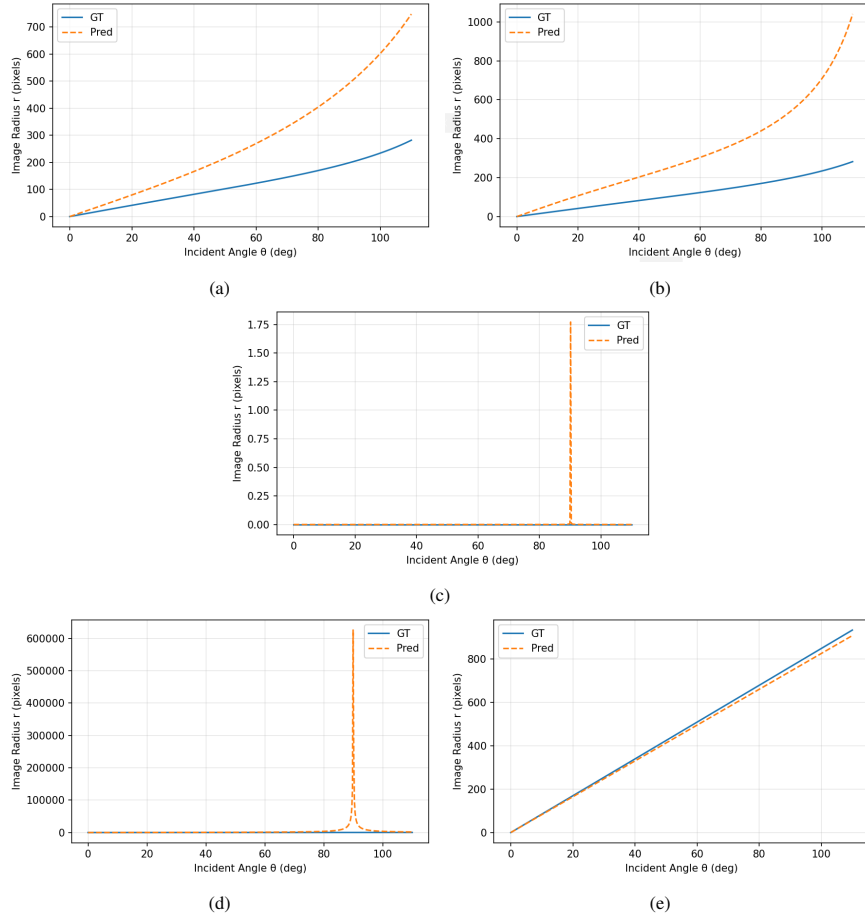 GT
Pred
Image Radius r (pixels)
700
600
500
400
300
200
100
0
0 20 40 60 80 100
Incident Angle θ (deg)
(a)
GT
Pred
Image Radius r (pixels)
1000
800
600
400
200
0
0 20 40 60 80 100
Incident Angle θ (deg)
(b)
GT
Pred
Image Radius r (pixels)
1.75
1.50
1.25
1.00
0.75
0.50
0.25
0.00
0 20 40 60 80 100
Incident Angle θ (deg)
(c)
GT
Pred
Image Radius r (pixels)
600000
500000
400000
300000
200000
100000
0
0 20 40 60 80 100
Incident Angle θ (deg)
(d)
GT
Pred
Image Radius r (pixels)
800
600
400
200
0
0 20 40 60 80 100
Incident Angle θ (deg)
(e)